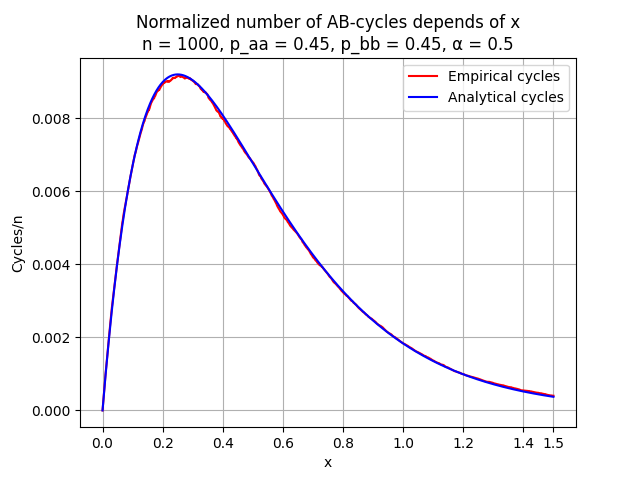 Normalized number of AB-cycles depends of x
n = 1000, p_aa = 0.45, p_bb = 0.45, α = 0.5
Empirical cycles
Analytical cycles
Cycles/n
0.008
0.006
0.004
0.002
0.000
0.0 0.2 0.4 0.6 0.8 1.0 1.2 1.4 1.5
x